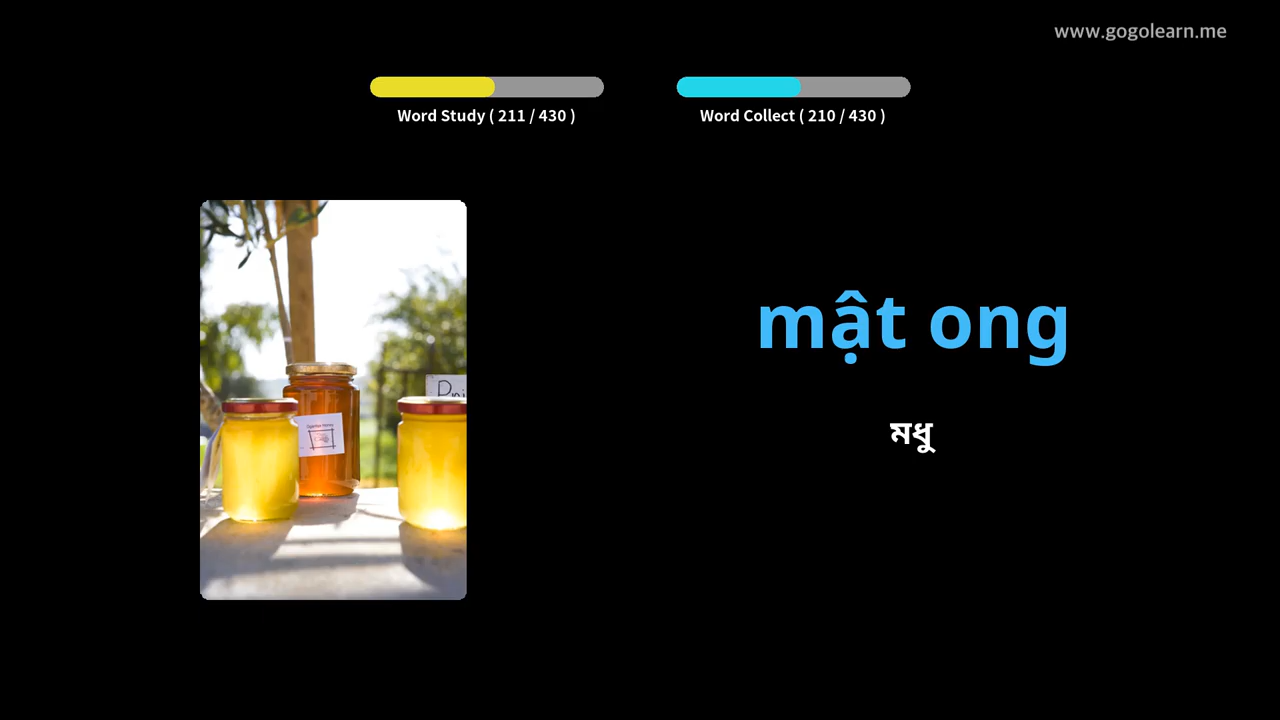 www.gogolearn.me
Word Study ( 211 / 430 )
Word Collect ( 210 / 430 )
mật ong
মধু